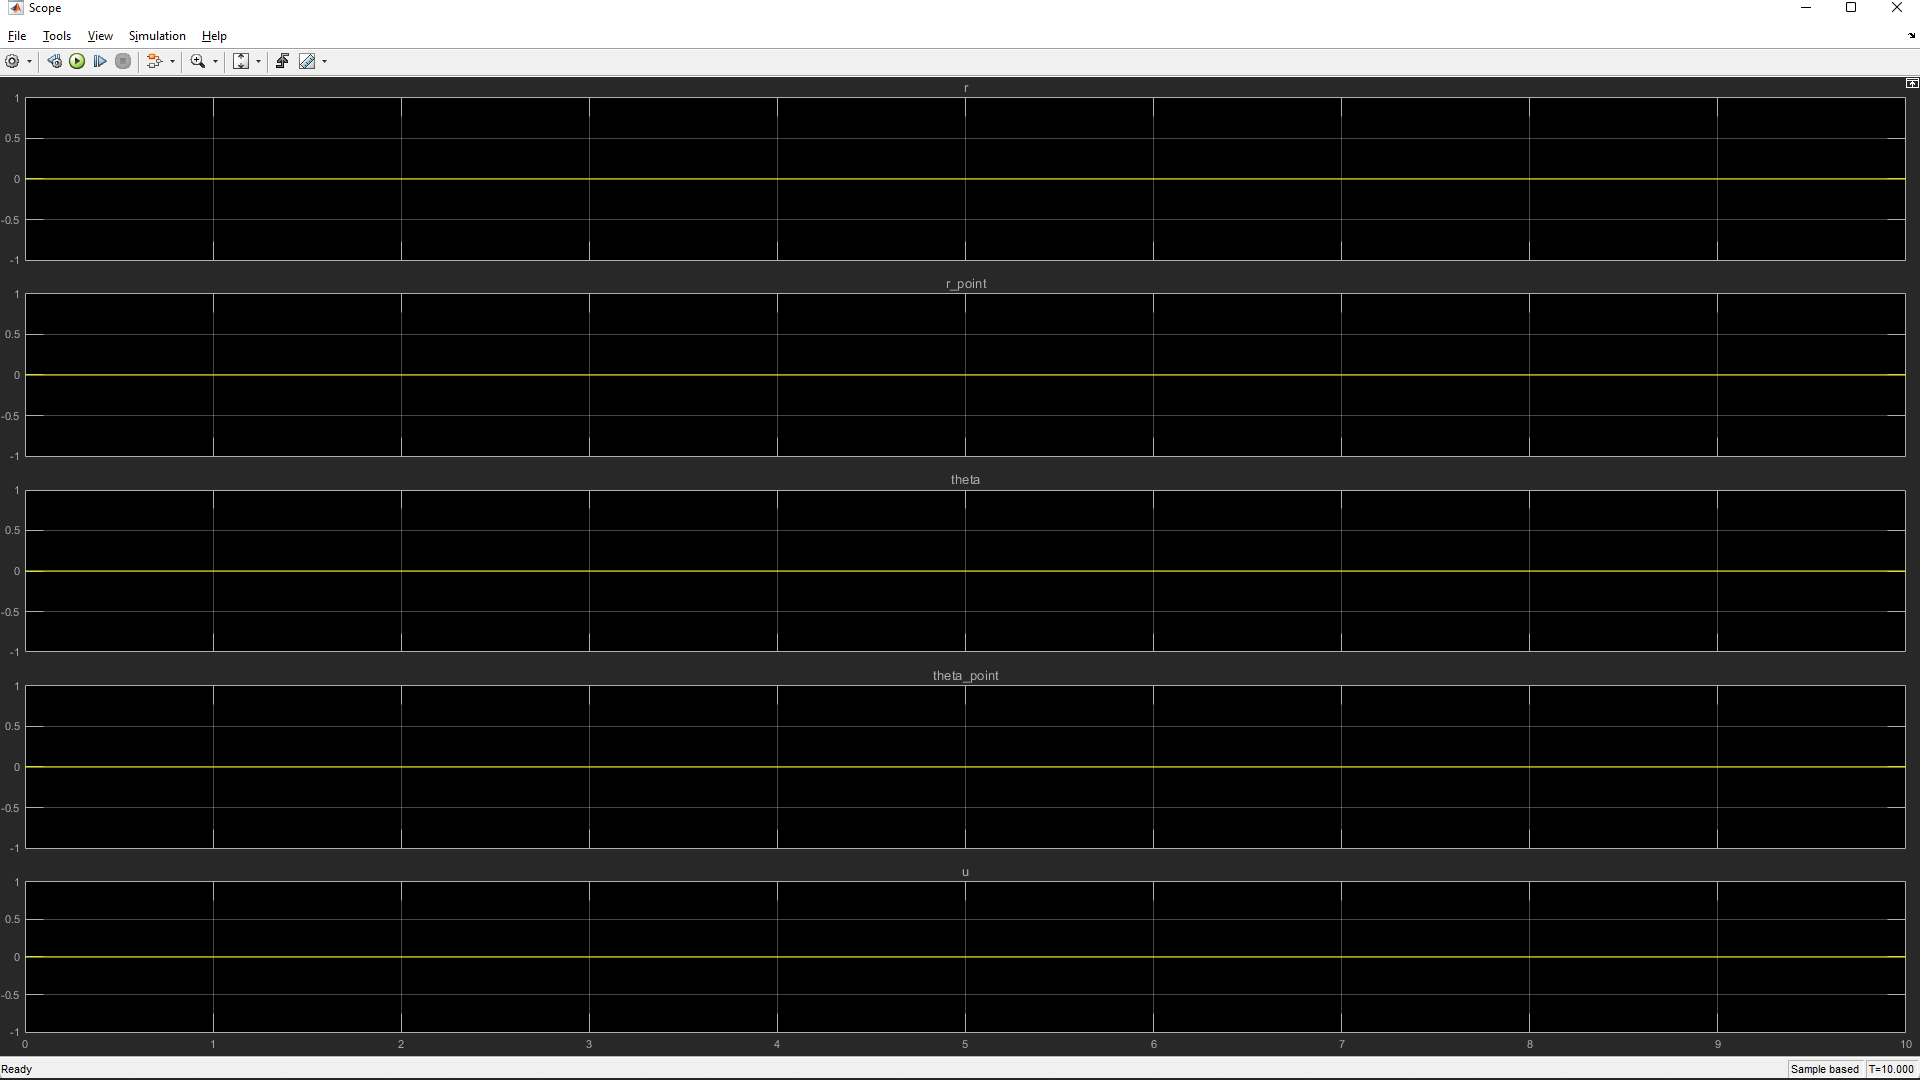 Scope
File Tools View Simulation Help
r
1
0.5
0
-0.5
-1
r_point
1
0.5
0
-0.5
-1
theta
1
0.5
0
-0.5
-1
theta_point
1
0.5
0
-0.5
-1
u
1
0.5
0
-0.5
-1
0 1 2 3 4 5 6 7 8 9 10
Ready Sample based T=10.000